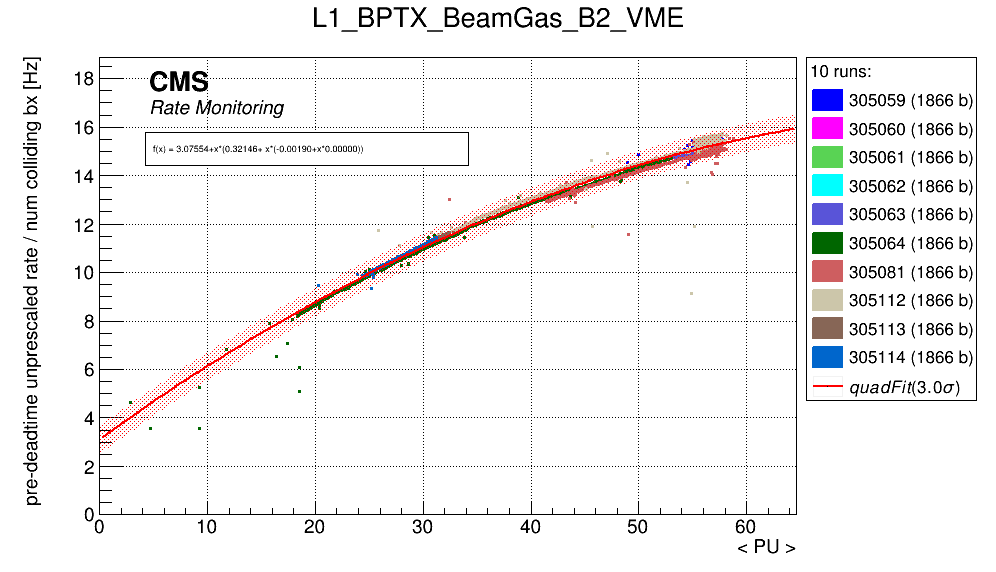 L1_BPTX_BeamGas_B2_VME
pre-deadtime unprescaled rate / num colliding bx [Hz]
18
16
14
12
10
8
6
4
2
0
CMS
Rate Monitoring
f(x) = 3.07554+x*(0.32146+ x*(-0.00190+x*0.00000))
0 10 20 30 40 50 60
< PU >
10 runs:
305059 (1866 b)
305060 (1866 b)
305061 (1866 b)
305062 (1866 b)
305063 (1866 b)
305064 (1866 b)
305081 (1866 b)
305112 (1866 b)
305113 (1866 b)
305114 (1866 b)
quadFit(3.0σ)